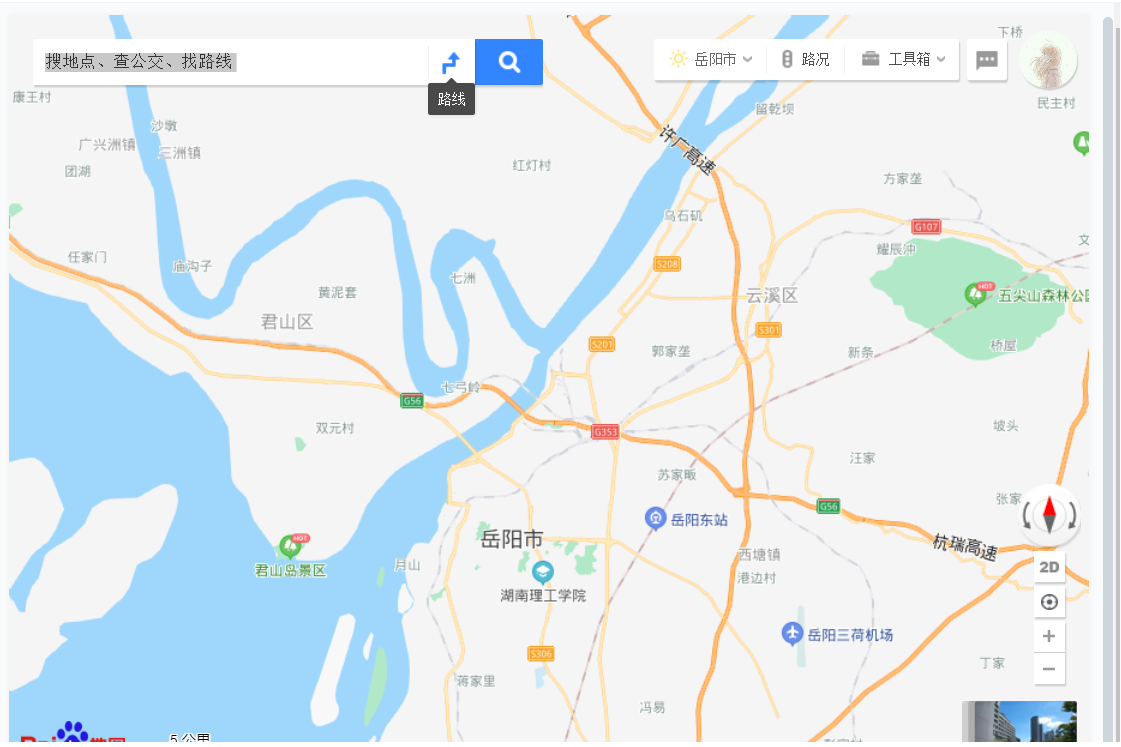 下桥
搜地点、查公交、找路线
岳阳市
路况
工具箱
路线
康王村
民主村
留乾坝
沙墩
许广高速
广兴洲镇
三洲镇
红灯村
团湖
方家垄
乌石矶
G107
文
任家门
庙沟子
七洲
S208
耀辰冲
黄泥套
云溪区
HOT
五尖山森林公园
君山区
S301
S201
郭家垄
新条
桥屋
七弓岭
G56
双元村
G353
坡头
汪家
苏家畈
张家
G56
岳阳东站
岳阳市
杭瑞高速
HOT
君山岛景区
月山
西塘镇
2D
港边村
湖南理工学院
岳阳三荷机场
S306
丁家
蒋家里
冯易
5 公里